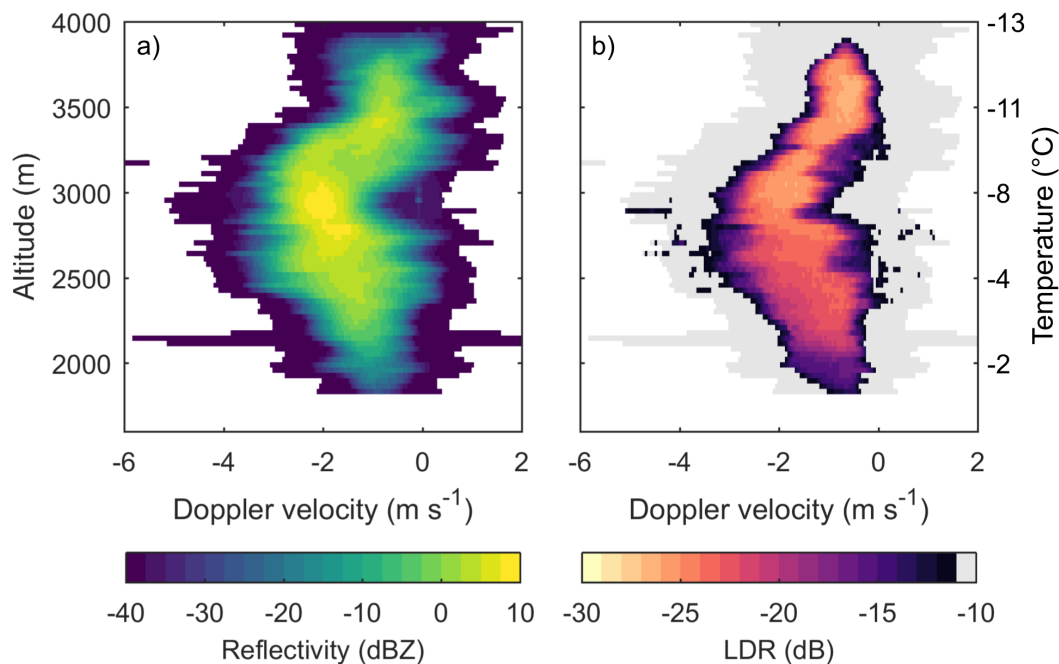 a)
b)
4000
3500
3000
2500
2000
Altitude (m)
-13
-11
-8
-4
-2
Temperature (°C)
-6 -4 -2 0 2
-6 -4 -2 0 2
Doppler velocity (m s⁻¹)
Doppler velocity (m s⁻¹)
-40 -30 -20 -10 0 10
-30 -25 -20 -15 -10
Reflectivity (dBZ)
LDR (dB)